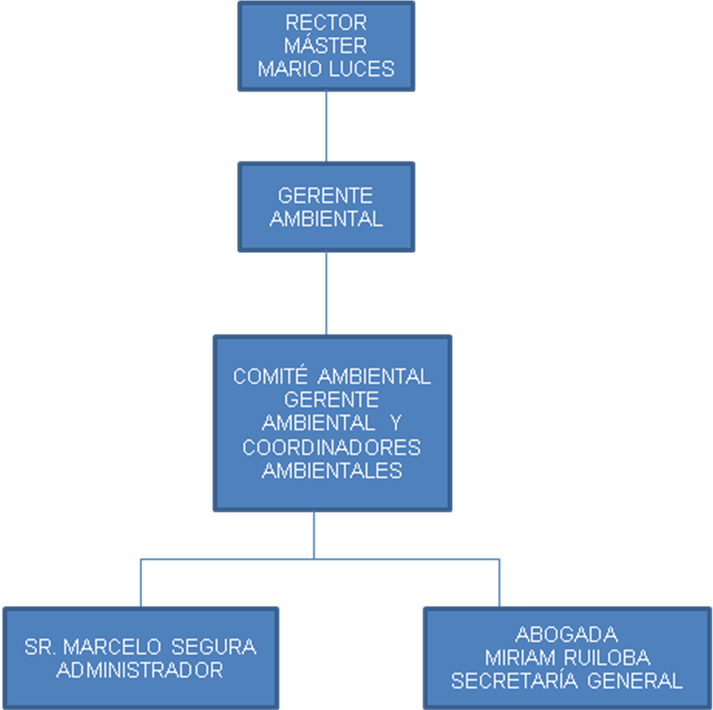 RECTOR
MÁSTER
MARIO LUCES
GERENTE
AMBIENTAL
COMITÉ AMBIENTAL
GERENTE
AMBIENTAL Y
COORDINADORES
AMBIENTALES
SR. MARCELO SEGURA
ADMINISTRADOR
ABOGADA
MIRIAM RUILOBA
SECRETARÍA GENERAL